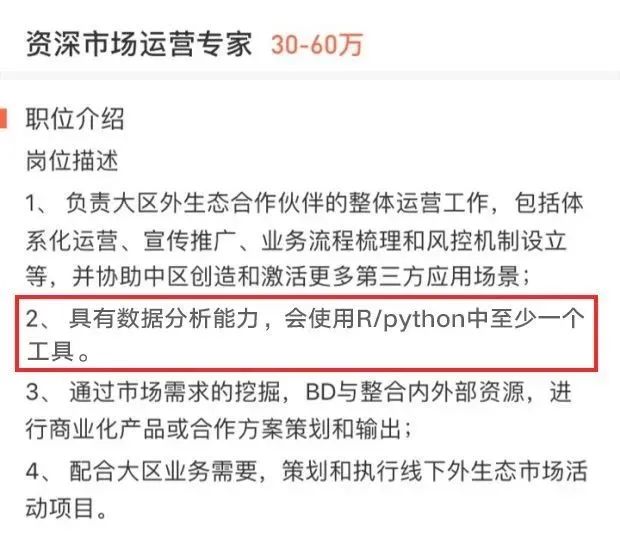 资深市场运营专家 30-60万
职位介绍
岗位描述
1、 负责大区外生态合作伙伴的整体运营工作，包括体
系化运营、宣传推广、业务流程梳理和风控机制设立
等，并协助中区创造和激活更多第三方应用场景；
2、 具有数据分析能力，会使用R/python中至少一个
工具。
3、 通过市场需求的挖掘，BD与整合内外部资源，进
行商业化产品或合作方案策划和输出；
4、 配合大区业务需要，策划和执行线下外生态市场活
动项目。